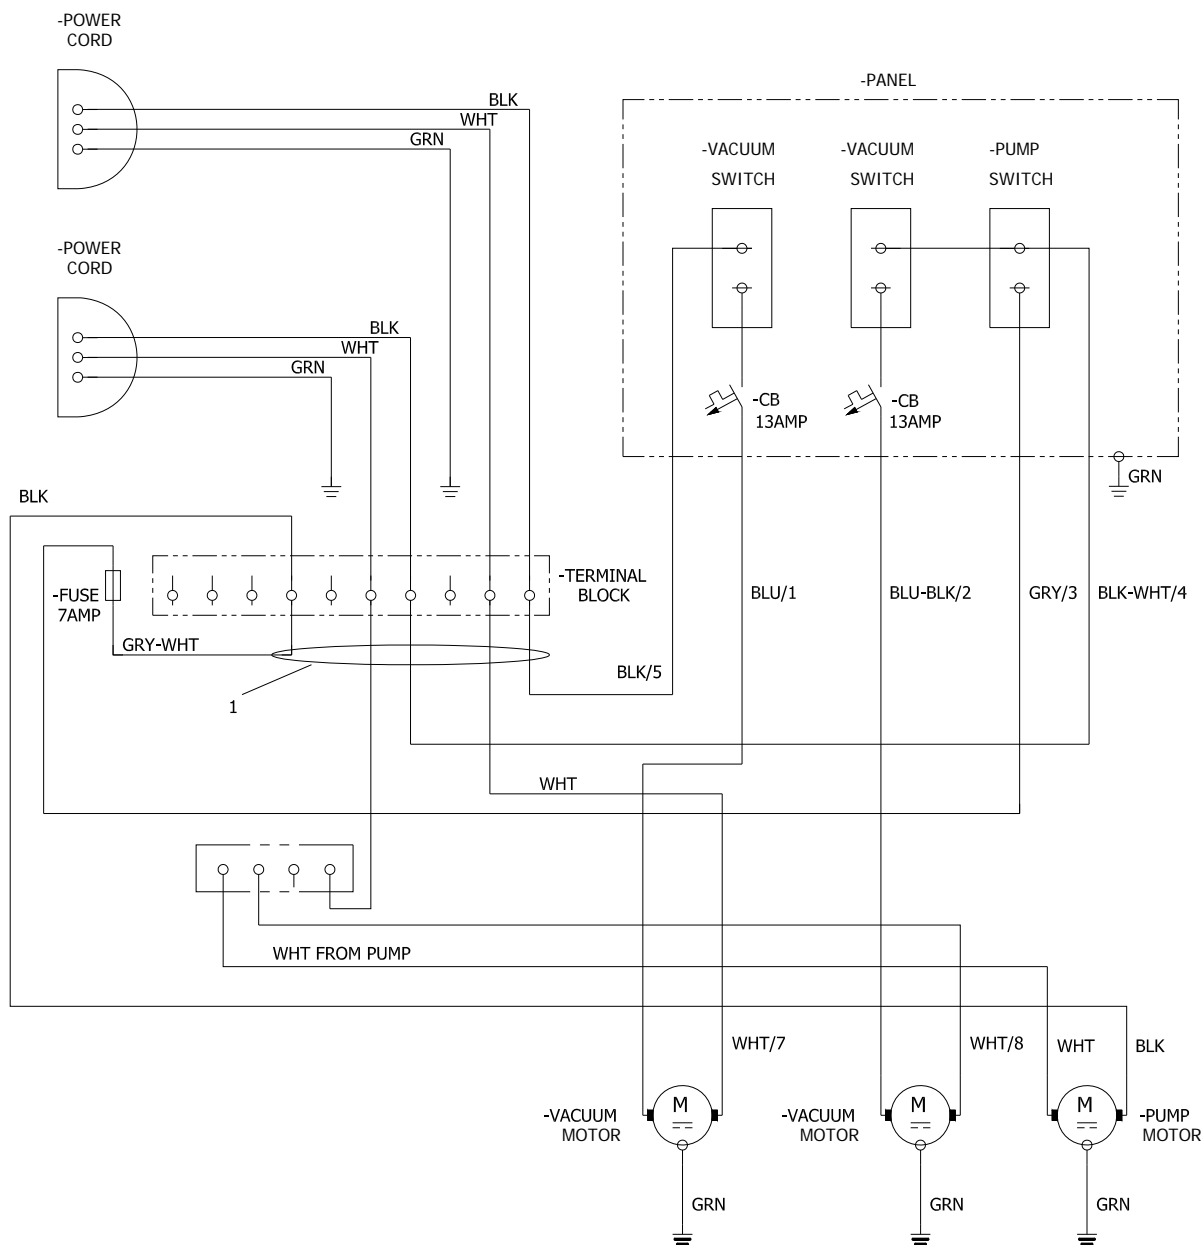 -POWER
CORD
BLK
WHT
GRN
-POWER
CORD
BLK
WHT
GRN
-PANEL
-VACUUM
SWITCH
-VACUUM
SWITCH
-PUMP
SWITCH
-CB
13AMP
-CB
13AMP
GRN
BLK
-FUSE
7AMP
GRY-WHT
-TERMINAL
BLOCK
1
BLK/5
BLU/1
BLU-BLK/2
GRY/3
BLK-WHT/4
WHT
WHT FROM PUMP
WHT/7
WHT/8
WHT
BLK
-VACUUM
MOTOR
M
-VACUUM
MOTOR
M
M
-PUMP
MOTOR
GRN
GRN
GRN